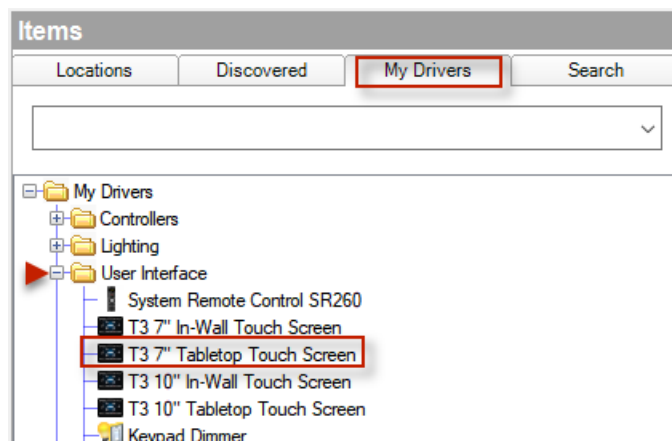 Items
Locations Discovered My Drivers Search
My Drivers
Controllers
Lighting
User Interface
System Remote Control SR260
T3 7" In-Wall Touch Screen
T3 7" Tabletop Touch Screen
T3 10" In-Wall Touch Screen
T3 10" Tabletop Touch Screen
Keypad Dimmer